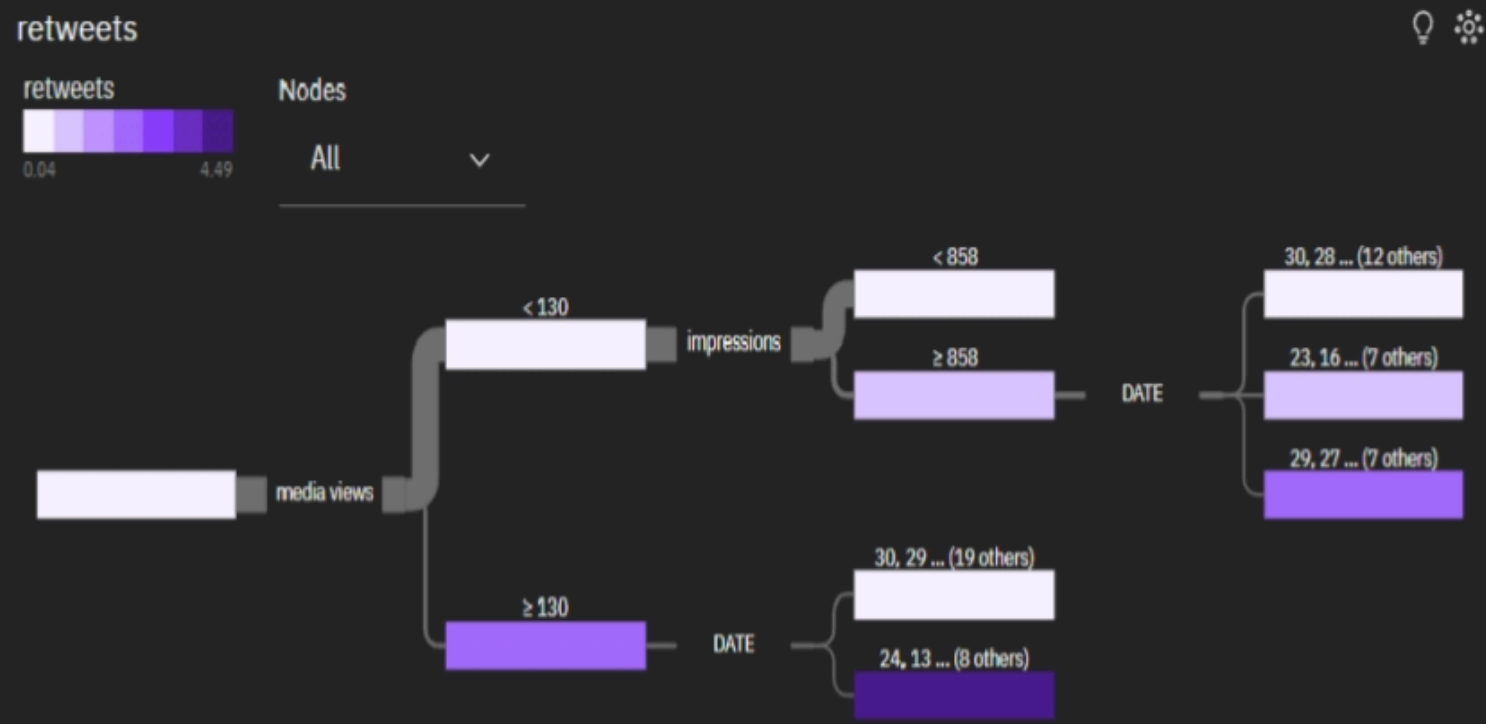 retweets
retweets
Nodes
0.04
4.49
All
< 130
≥ 130
media views
impressions
< 858
≥ 858
DATE
30, 28 ... (12 others)
23, 16 ... (7 others)
29, 27 ... (7 others)
DATE
30, 29 ... (19 others)
24, 13 ... (8 others)